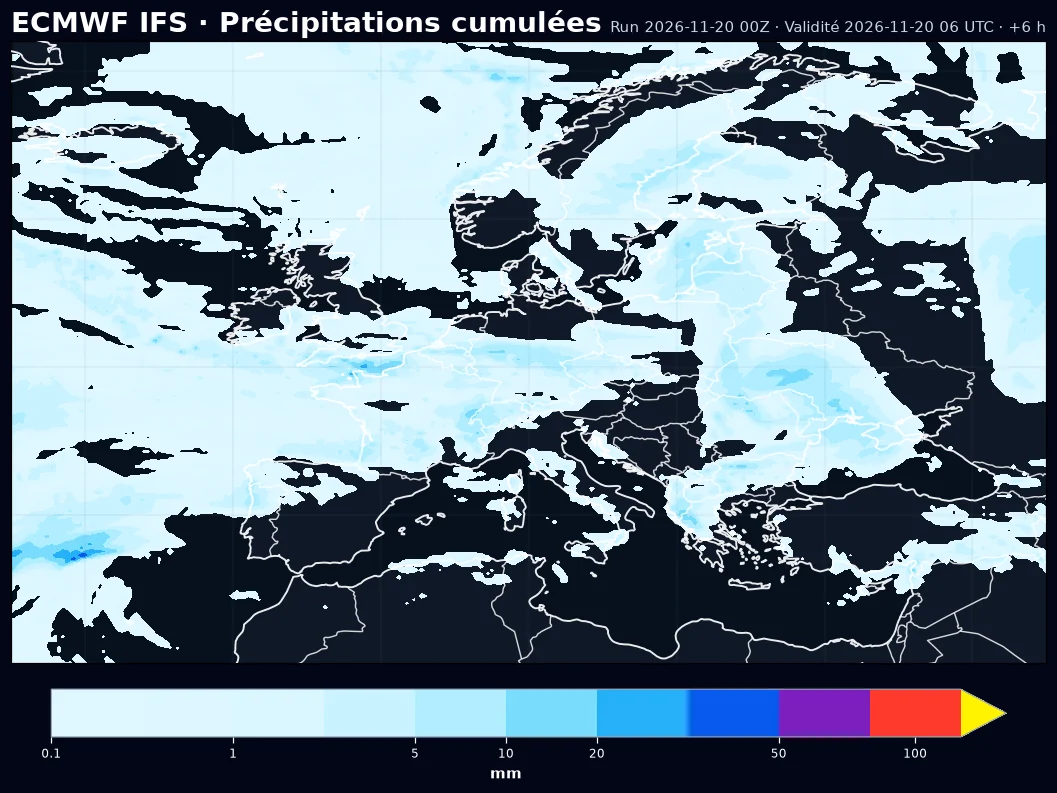 ECMWF IFS · Précipitations cumulées Run 2026-11-20 00Z · Validité 2026-11-20 06 UTC · +6 h
0.1 1 5 10 20 50 100
mm